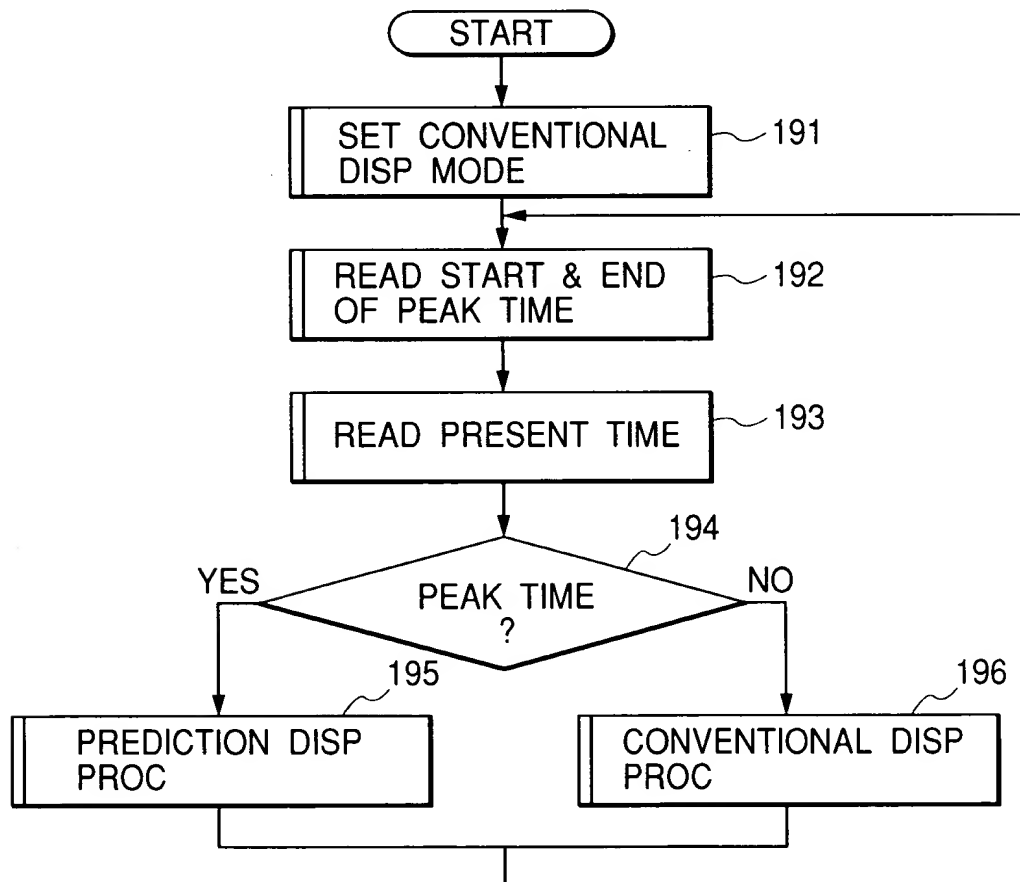 START
SET CONVENTIONAL
DISP MODE
191
READ START & END
OF PEAK TIME
192
READ PRESENT TIME
193
194
YES
PEAK TIME
?
NO
195
PREDICTION DISP
PROC
196
CONVENTIONAL DISP
PROC